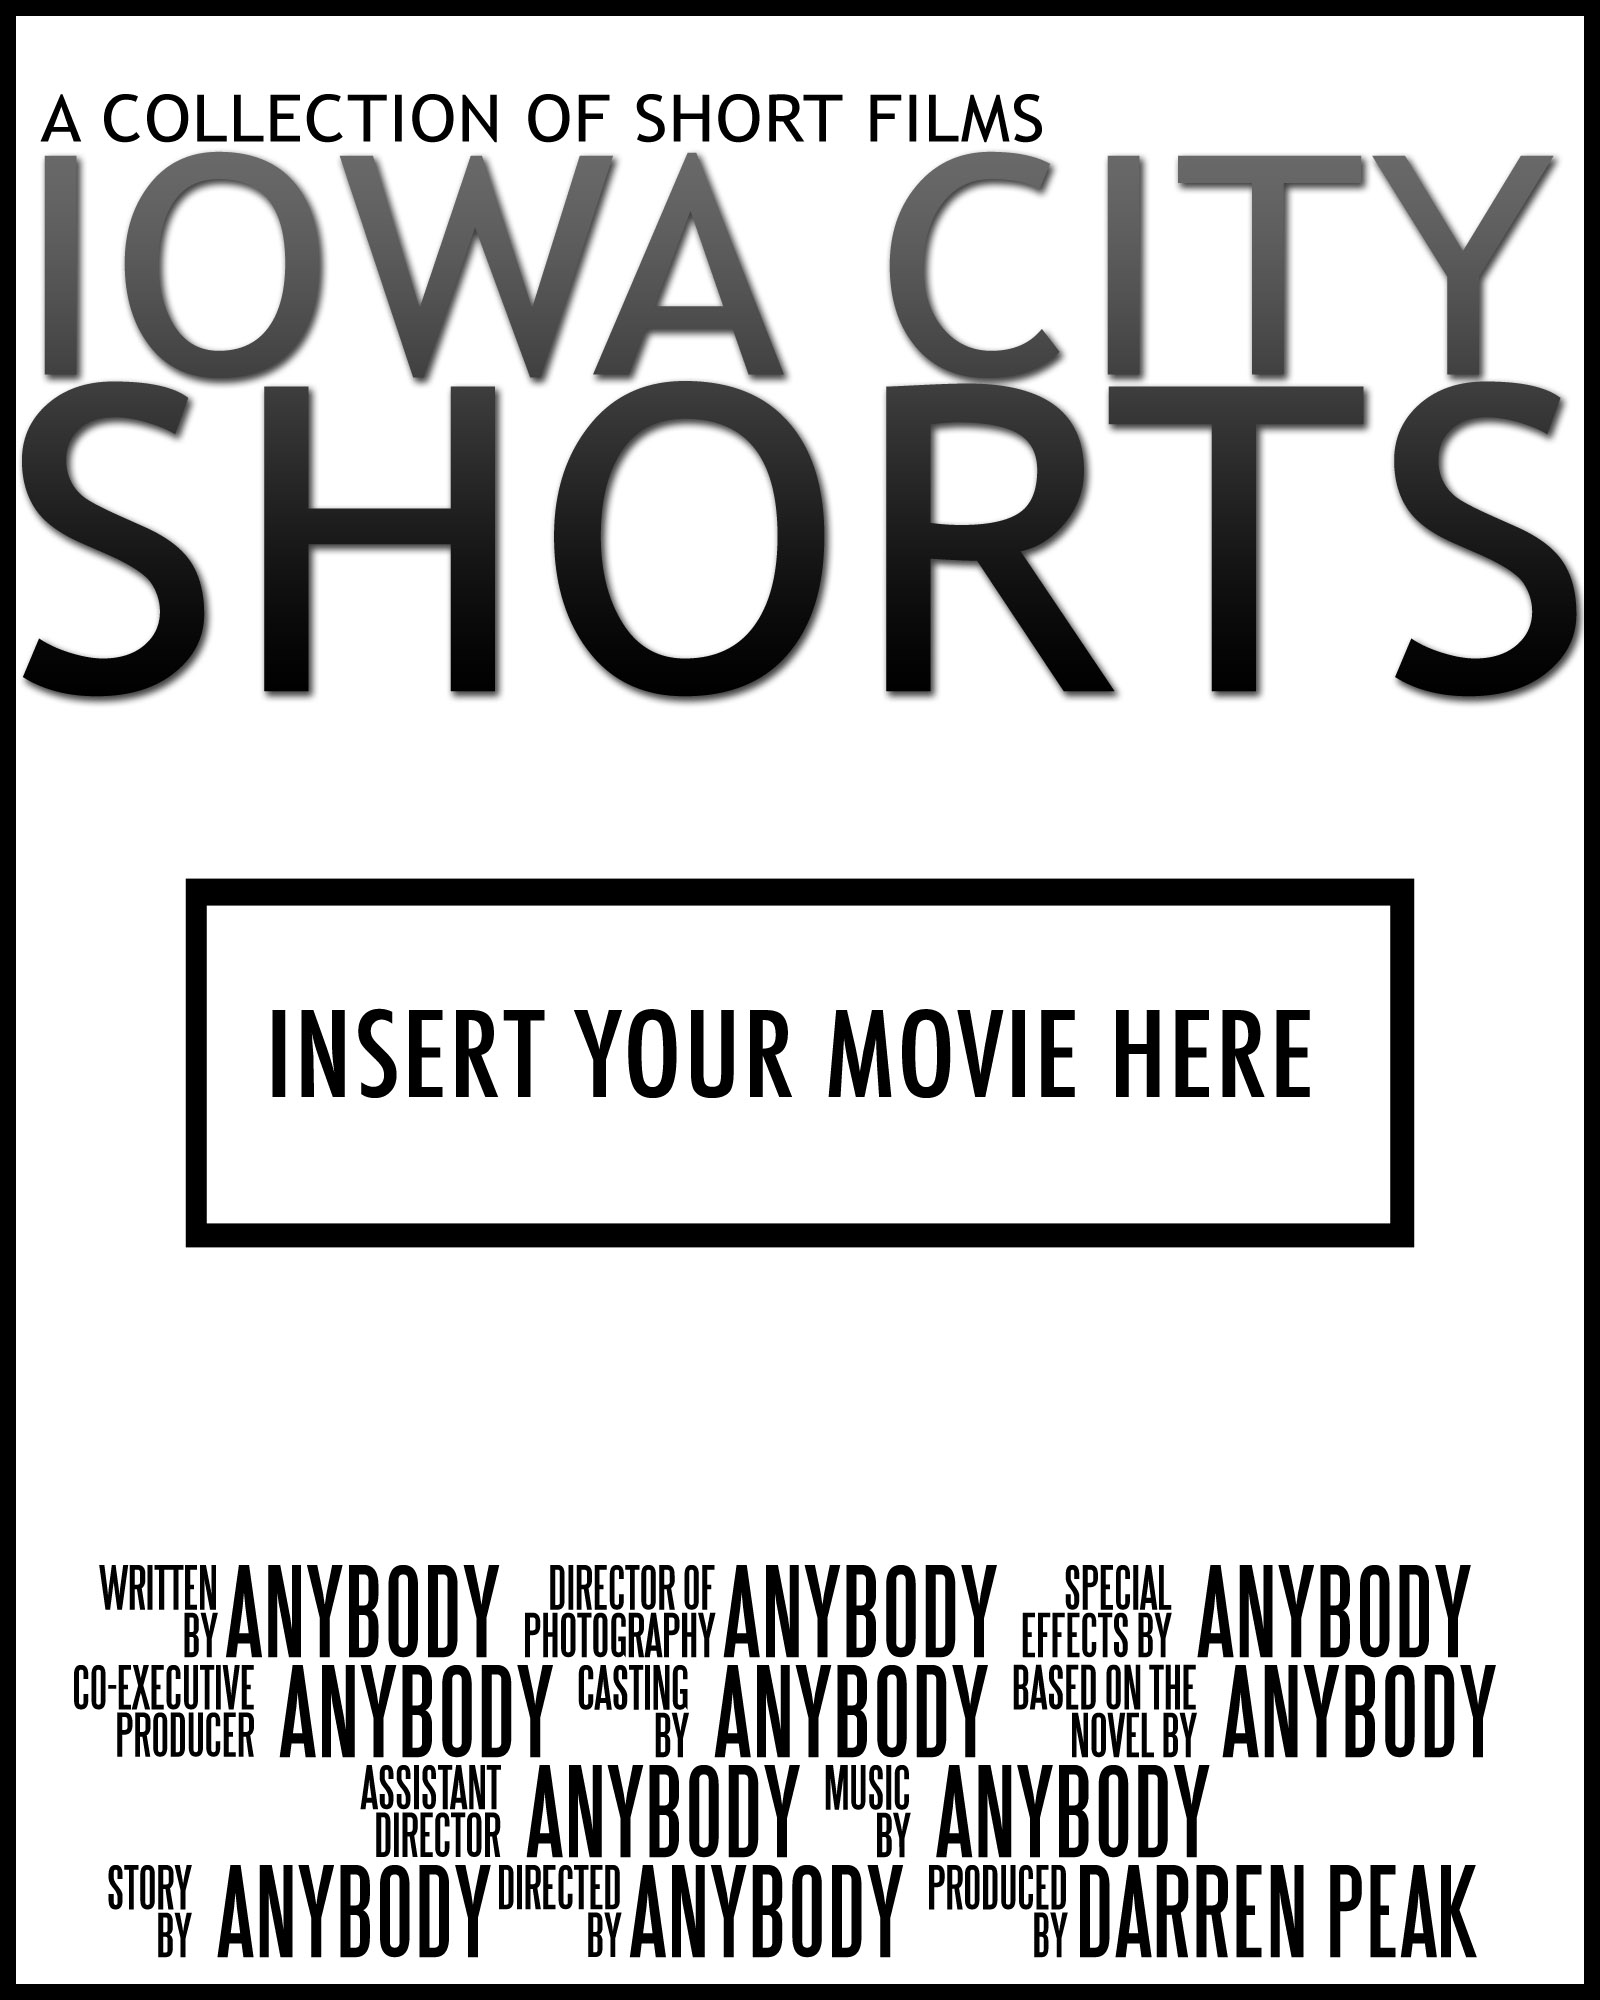 A COLLECTION OF SHORT FILMS
IOWA CITY
SHORTS
INSERT YOUR MOVIE HERE
WRITTEN BY ANYBODY DIRECTOR OF PHOTOGRAPHY ANYBODY SPECIAL EFFECTS BY ANYBODY
CO-EXECUTIVE PRODUCER ANYBODY CASTING BY ANYBODY BASED ON THE NOVEL BY ANYBODY
ASSISTANT DIRECTOR ANYBODY MUSIC BY ANYBODY
STORY BY ANYBODY DIRECTED BY ANYBODY PRODUCED BY DARREN PEAK